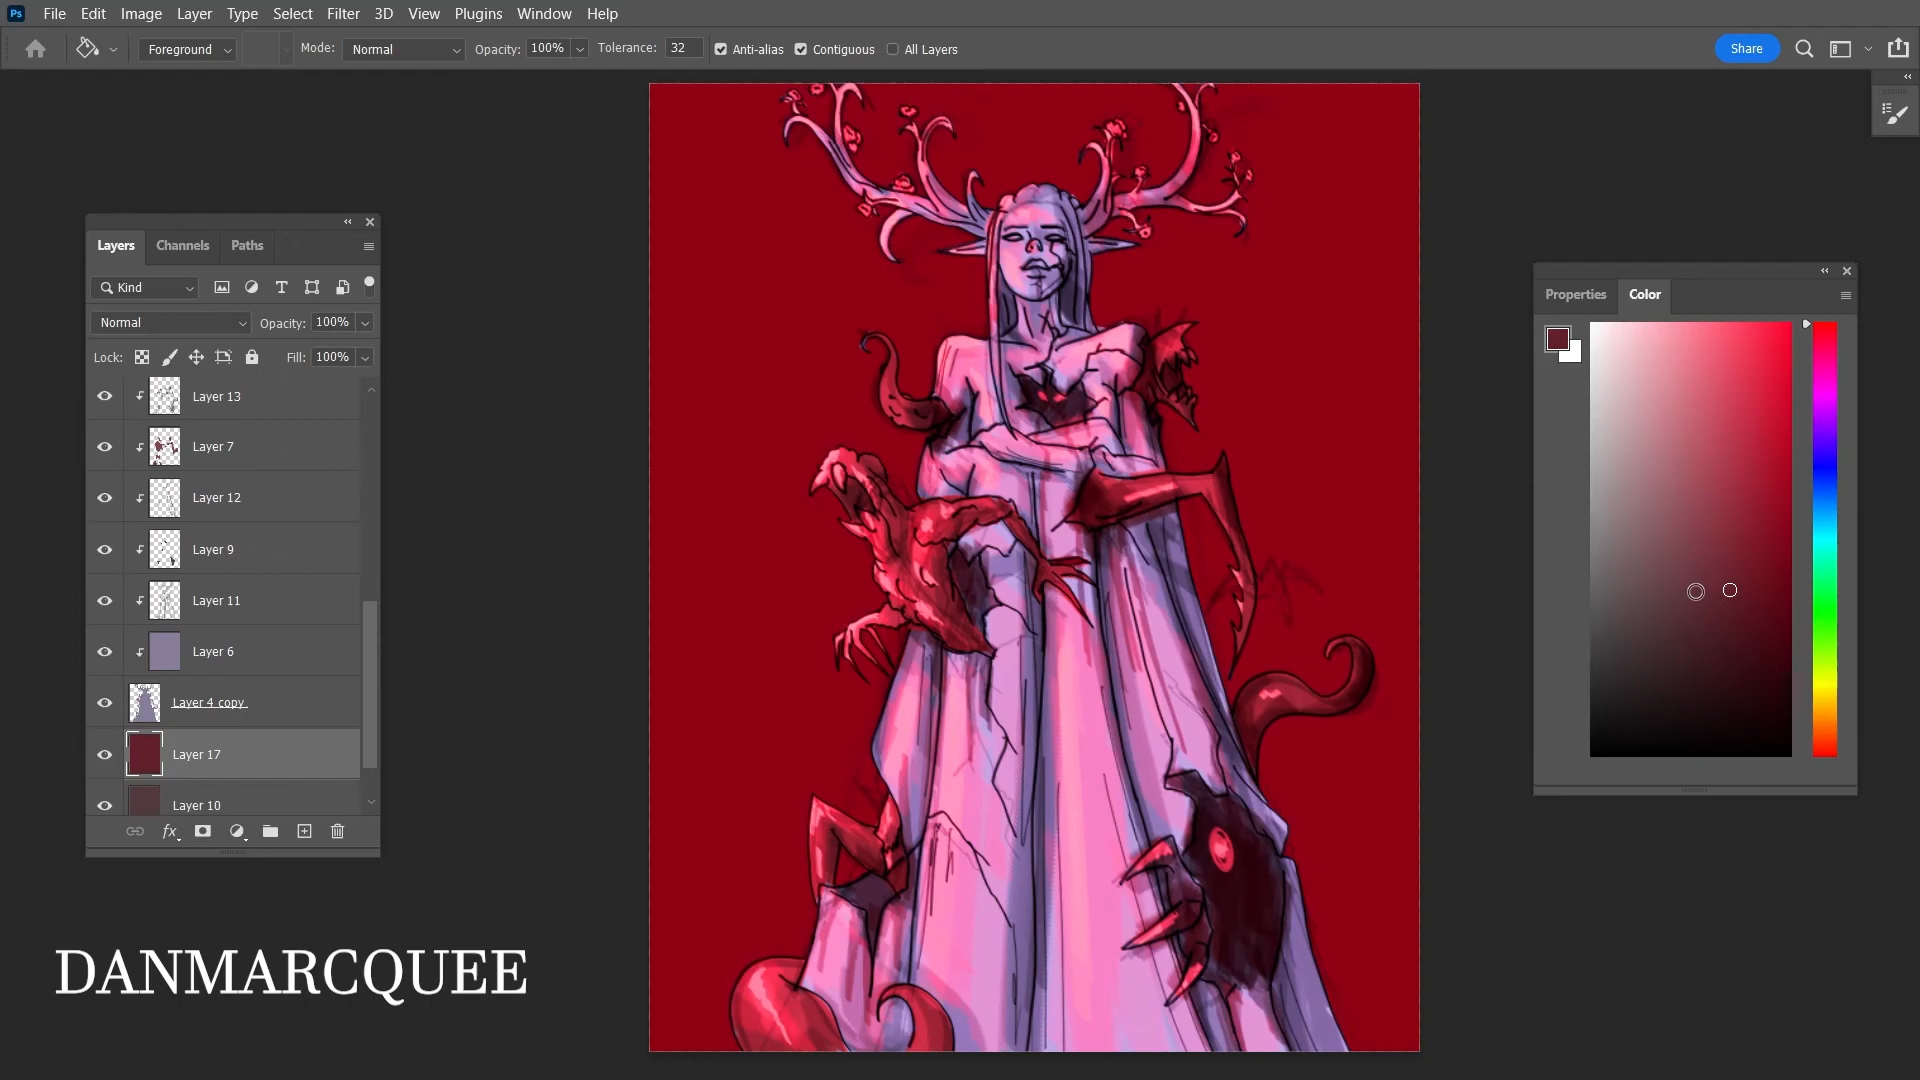 Ps File Edit Image Layer Type Select Filter 3D View Plugins Window Help
Foreground Mode: Normal Opacity: 100% Tolerance: 32 Anti-alias Contiguous All Layers Share
Layers Channels Paths
Kind
Normal Opacity: 100%
Lock: Fill: 100%
Layer 13
Layer 7
Layer 12
Layer 9
Layer 11
Layer 6
Layer 4 copy
Layer 17
Layer 10
fx
Properties Color
DANMARCQUEE